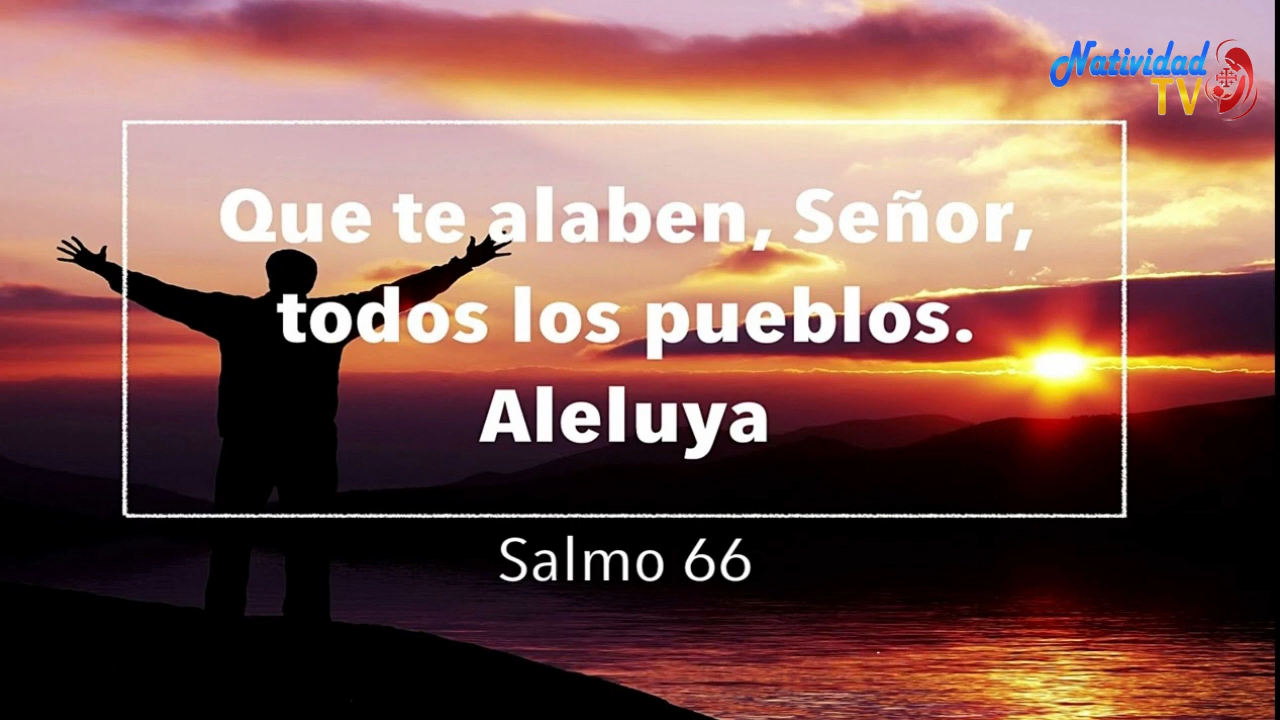 Natividad
TV
Que te alaben, Señor,
todos los pueblos.
Aleluya
Salmo 66